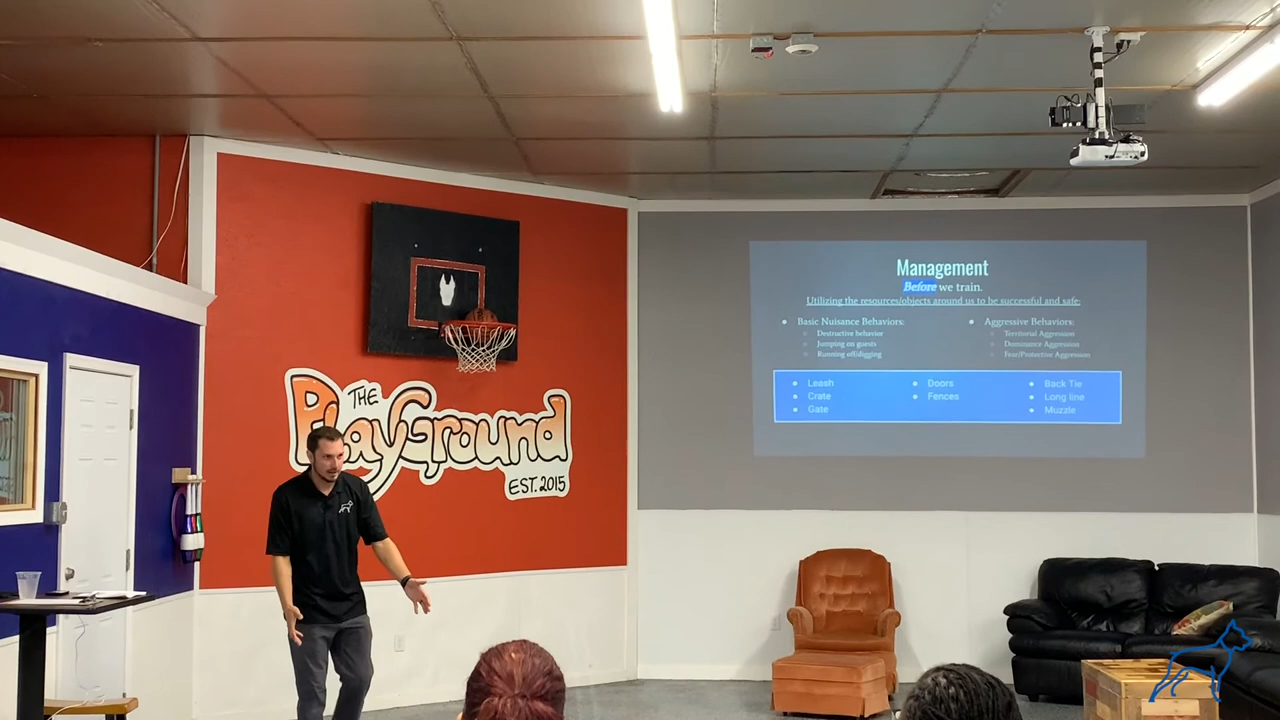 THE
PlayGround
EST. 2015
Management
Before we train.
Utilizing the resources/objects around us to be successful and safe:
Basic Nuisance Behaviors:
Destructive behavior
Jumping on guests
Running off/digging
Aggressive Behaviors:
Territorial Aggression
Dominance Aggression
Fear/Protective Aggression
Leash
Crate
Gate
Doors
Fences
Back Tie
Long line
Muzzle